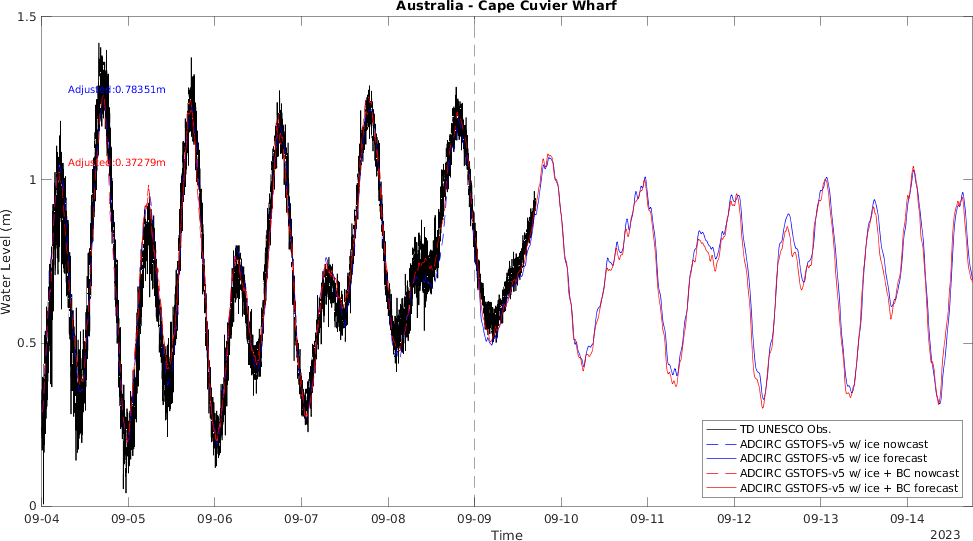 Australia - Cape Cuvier Wharf
1.5
1
0.5
0
Water Level (m)
Adjusted:0.78351m
Adjusted:0.37279m
TD UNESCO Obs.
ADCIRC GSTOFS-v5 w/ ice nowcast
ADCIRC GSTOFS-v5 w/ ice forecast
ADCIRC GSTOFS-v5 w/ ice + BC nowcast
ADCIRC GSTOFS-v5 w/ ice + BC forecast
09-04 09-05 09-06 09-07 09-08 09-09 09-10 09-11 09-12 09-13 09-14
Time
2023